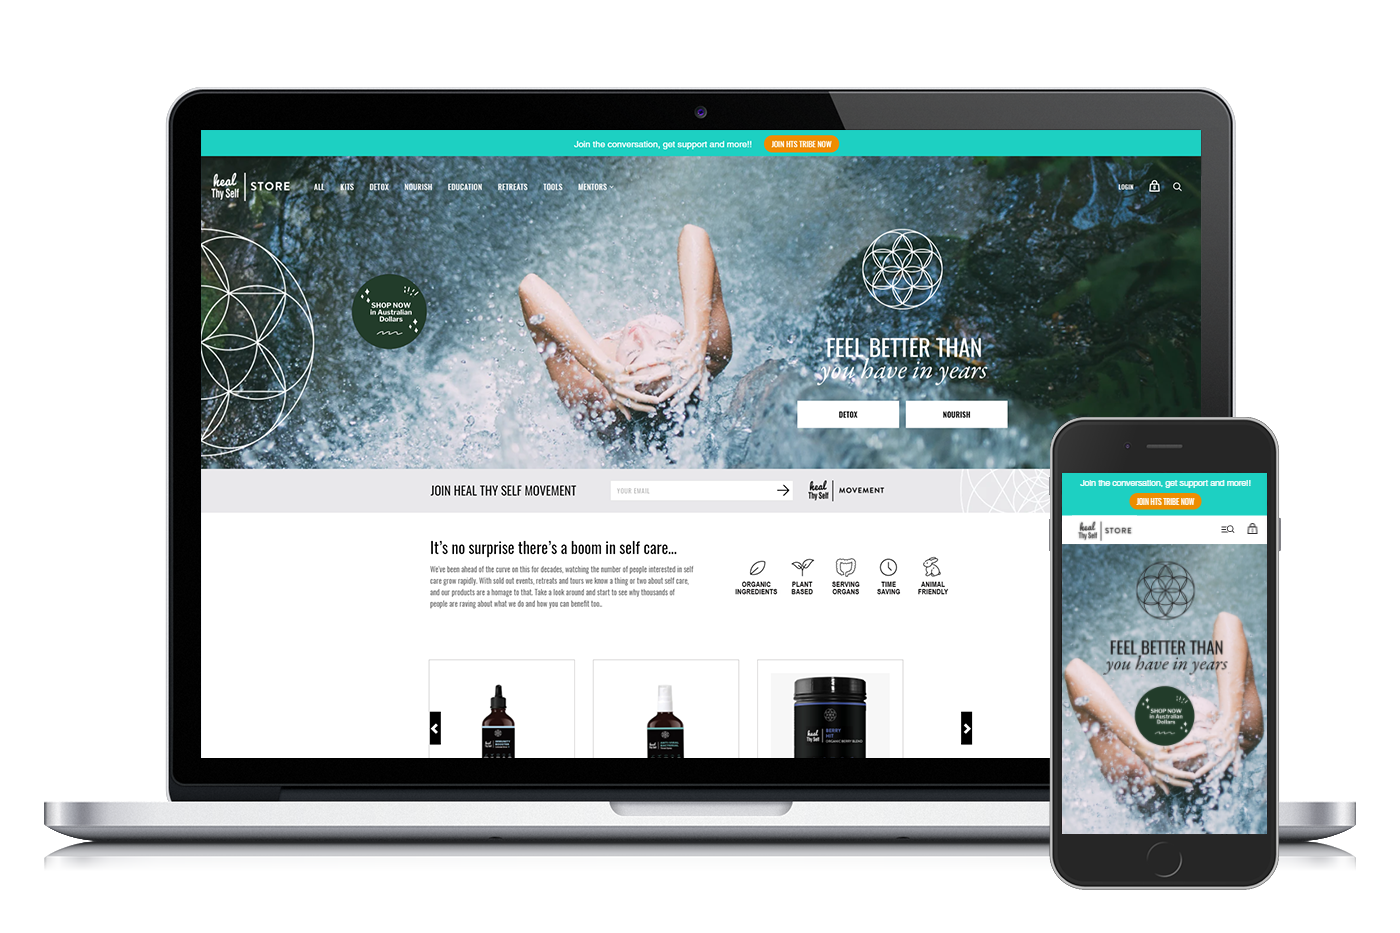 Join the conversation, get support and more!! JOIN HTS TRIBE NOW
heal
Thy Self
STORE
ALL KITS DETOX NOURISH EDUCATION RETREATS TOOLS MENTORS
LOGIN
SHOP NOW
in Australian
Dollars
FEEL BETTER THAN
you have in years
DETOX NOURISH
JOIN HEAL THY SELF MOVEMENT
YOUR EMAIL
heal
Thy Self
MOVEMENT
It's no surprise there's a boom in self care...
We've been ahead of the curve on this for decades, watching the number of people interested in self
care grow rapidly. With sold out events, retreats and tours we know a thing or two about self care,
and our products are a homage to that. Take a look around and start to see why thousands of
people are raving about what we do and how you can benefit too..
ORGANIC
INGREDIENTS
PLANT
BASED
SERVING
ORGANS
TIME
SAVING
ANIMAL
FRIENDLY
heal
Thy Self
BERRY
HIT
ORGANIC BERRY BLEND
Join the conversation, get support and more!!
JOIN HTS TRIBE NOW
heal
Thy Self
STORE
FEEL BETTER THAN
you have in years
SHOP NOW
in Australian
Dollars